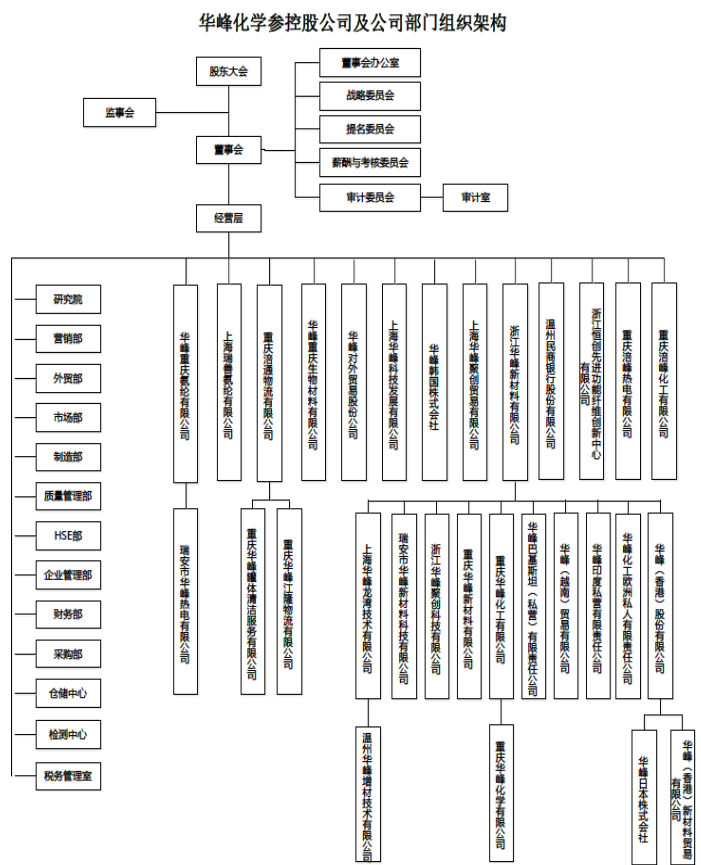 华峰化学参控股公司及公司部门组织架构
股东大会
监事会
董事会
经营层
董事会办公室
战略委员会
提名委员会
薪酬与考核委员会
审计委员会
审计室
研究院
营销部
外贸部
市场部
制造部
质量管理部
HSE部
企业管理部
财务部
采购部
仓储中心
检测中心
税务管理室
华峰重庆氨纶有限公司
上海瑞善氨纶有限公司
重庆涪通物流有限公司
华峰重庆生物材料有限公司
华峰对外贸易股份公司
上海华峰科技发展有限公司
华峰韩国株式会社
上海华峰聚创贸易有限公司
浙江华峰新材料有限公司
温州民商银行股份有限公司
浙江恒创先进功能纤维创新中心
有限公司
重庆涪峰热电有限公司
重庆涪峰化工有限公司
瑞安市华峰热电有限公司
重庆华峰罐体清洁服务有限公司
重庆华峰江隆物流有限公司
上海华峰龙湾技术有限公司
瑞安市华峰新材料科技有限公司
浙江华峰聚创科技有限公司
重庆华峰新材料有限公司
重庆华峰化工有限公司
华峰巴基斯坦（私营）有限责任公司
华峰（越南）贸易有限公司
华峰印度私营有限责任公司
华峰化工欧洲私人有限责任公司
华峰（香港）股份有限公司
温州华峰增材技术有限公司
重庆华峰化学有限公司
华峰日本株式会社
华峰（香港）新材料贸易
有限公司